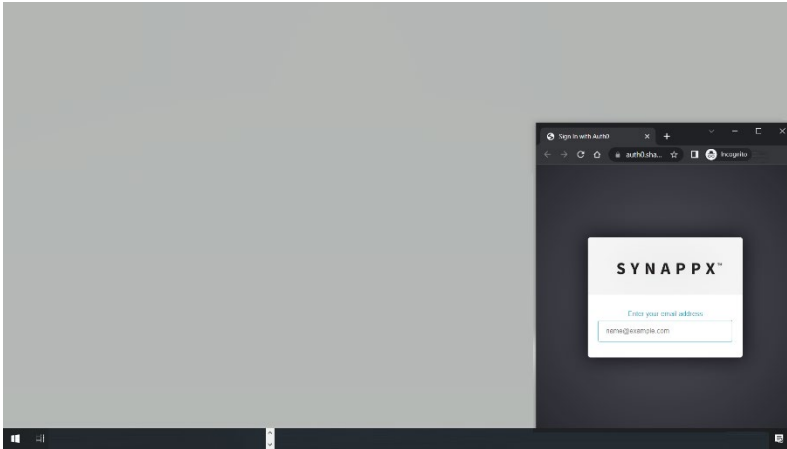 Sign In with Auth0
auth0.sha...
Incognito
SYNAPPX™
Enter your email address
name@example.com